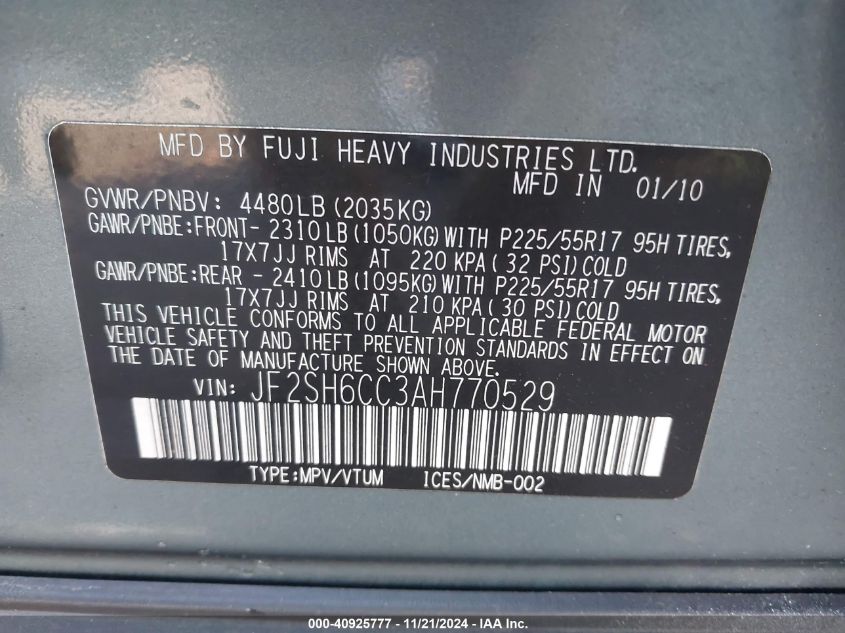 MFD BY FUJI HEAVY INDUSTRIES LTD.
MFD IN 01/10
GVWR/PNBV: 4480LB(2035KG)
GAWR/PNBE:FRONT-2310LB(1050KG)WITH P225/55R17 95H TIRES,
17X7JJ RIMS AT 220 KPA(32 PSI)COLD
GAWR/PNBE:REAR -2410LB(1095KG)WITH P225/55R17 95H TIRES,
17X7JJ RIMS AT 210 KPA(30 PSI)COLD
THIS VEHICLE CONFORMS TO ALL APPLICABLE FEDERAL MOTOR
VEHICLE SAFETY AND THEFT PREVENTION STANDARDS IN EFFECT ON
THE DATE OF MANUFACTURE SHOWN ABOVE.
VIN: JF2SH6CC3AH770529
TYPE:MPV/VTUM ICES/NMB-002
000-40925777 - 11/21/2024 - IAA Inc.